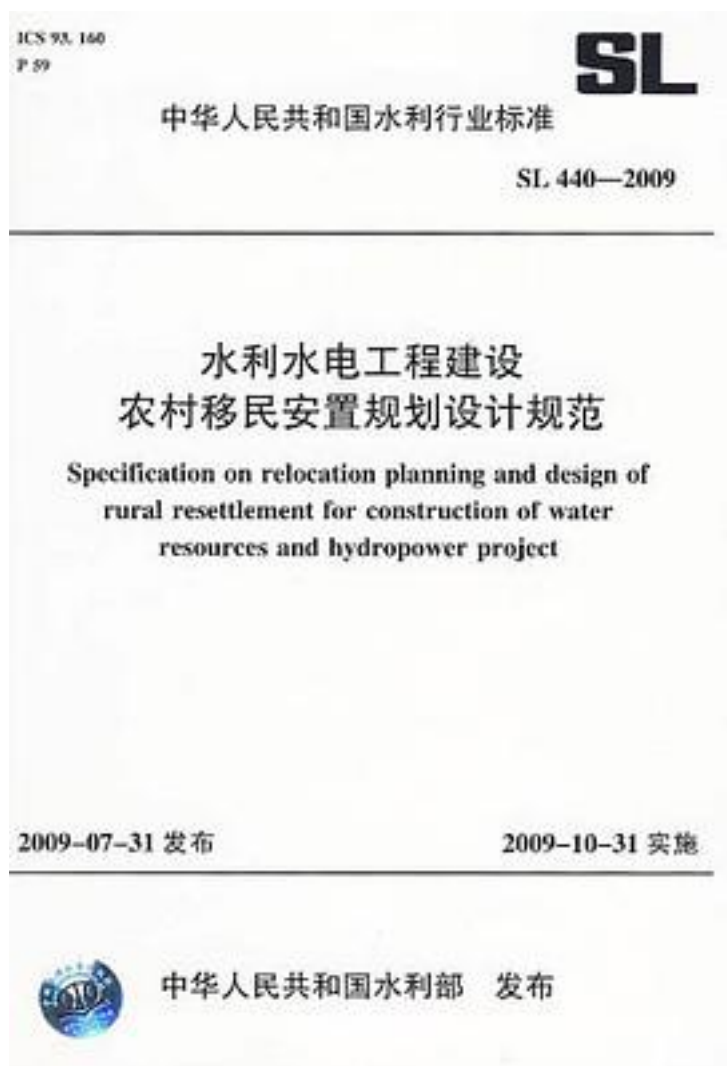 ICS 93. 160
P 59
SL
中华人民共和国水利行业标准
SL 440—2009
水利水电工程建设
农村移民安置规划设计规范
Specification on relocation planning and design of
rural resettlement for construction of water
resources and hydropower project
2009-07-31 发布
2009-10-31 实施
中华人民共和国水利部 发布